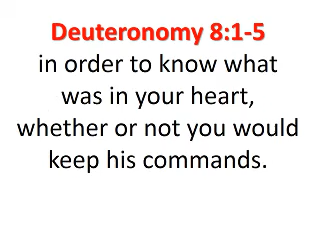 Deuteronomy 8:1-5
in order to know what
was in your heart,
whether or not you would
keep his commands.